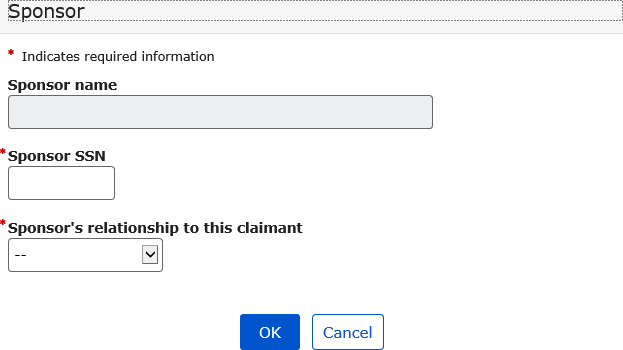 Sponsor
* Indicates required information
Sponsor name
*Sponsor SSN
*Sponsor's relationship to this claimant
--
OK Cancel